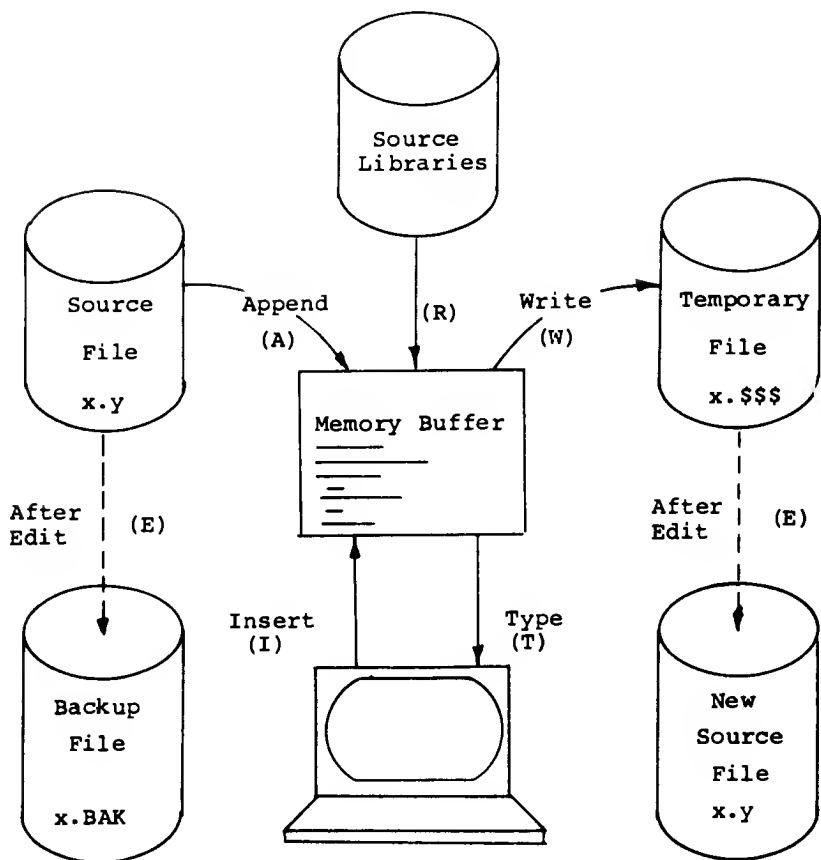 Source
Libraries
Source
File
x.y
Append
(A)
(R)
Write
(W)
Temporary
File
x.$$$
Memory Buffer
After
Edit
(E)
After
Edit
(E)
Insert
(I)
Type
(T)
Backup
File
x.BAK
New
Source
File
x.y